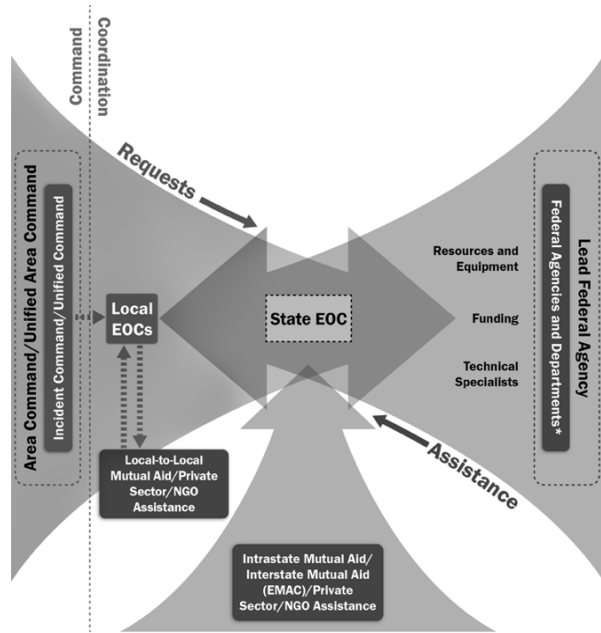 Command
Coordination
Requests
Area Command/Unified Area Command
Incident Command/Unified Command
Local
EOCs
State EOC
Resources and
Equipment
Funding
Technical
Specialists
Federal Agencies and Departments*
Lead Federal Agency
Local-to-Local
Mutual Aid/Private
Sector/NGO
Assistance
Assistance
Intrastate Mutual Aid/
Interstate Mutual Aid
(EMAC)/Private
Sector/NGO Assistance